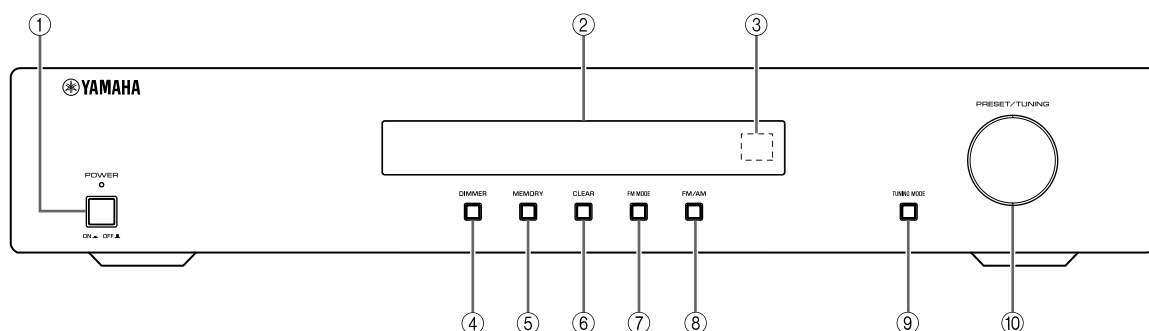 ① ② ③
YAMAHA
PRESET/TUNING
POWER
DIMMER MEMORY CLEAR FM MODE FM/AM TUNING MODE
ON OFF
④ ⑤ ⑥ ⑦ ⑧ ⑨ ⑩